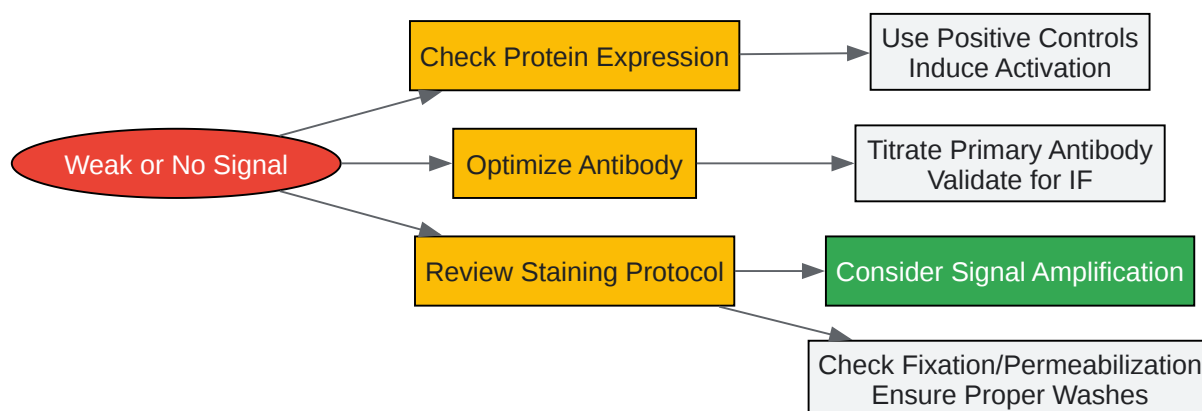 Weak or No Signal
Check Protein Expression
Use Positive Controls
Induce Activation
Optimize Antibody
Titrate Primary Antibody
Validate for IF
Review Staining Protocol
Consider Signal Amplification
Check Fixation/Permeabilization
Ensure Proper Washes